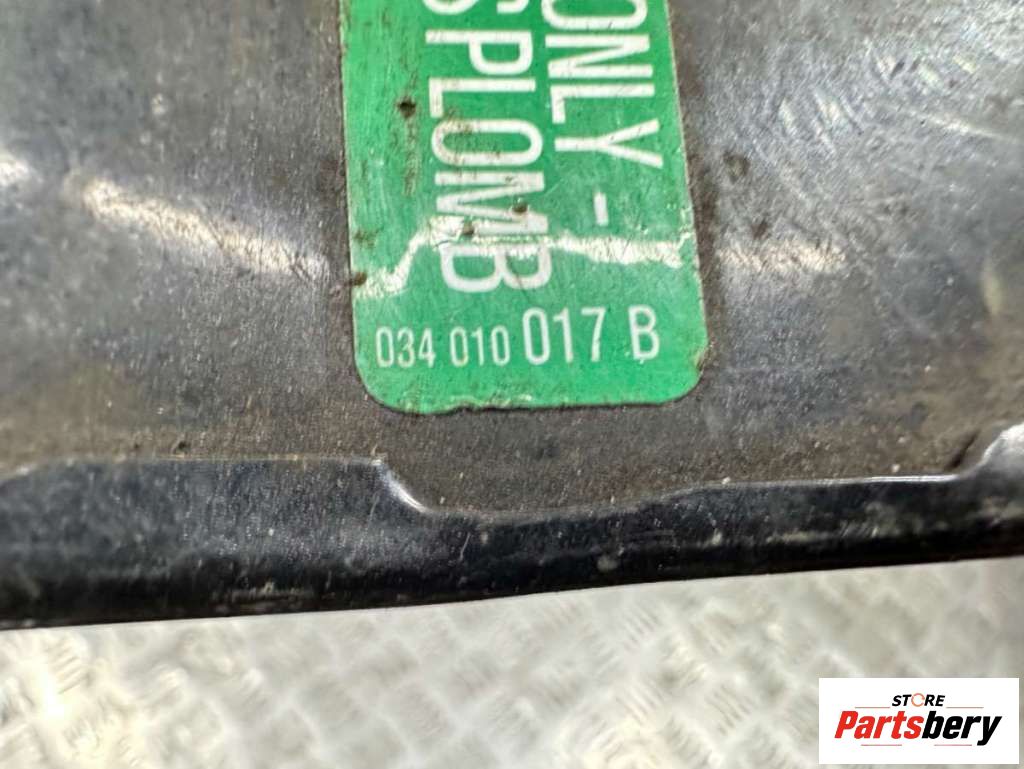 ONLY -
S PLOMB
034 010 017 B
STORE
Partsbery